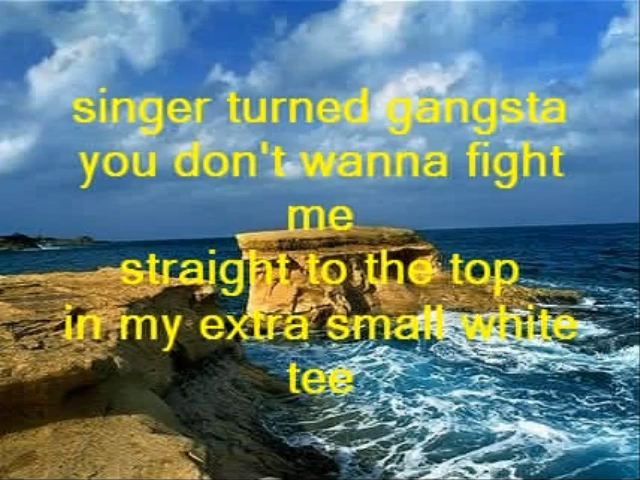 singer turned gangsta
you don't wanna fight
me
straight to the top
in my extra small white
tee